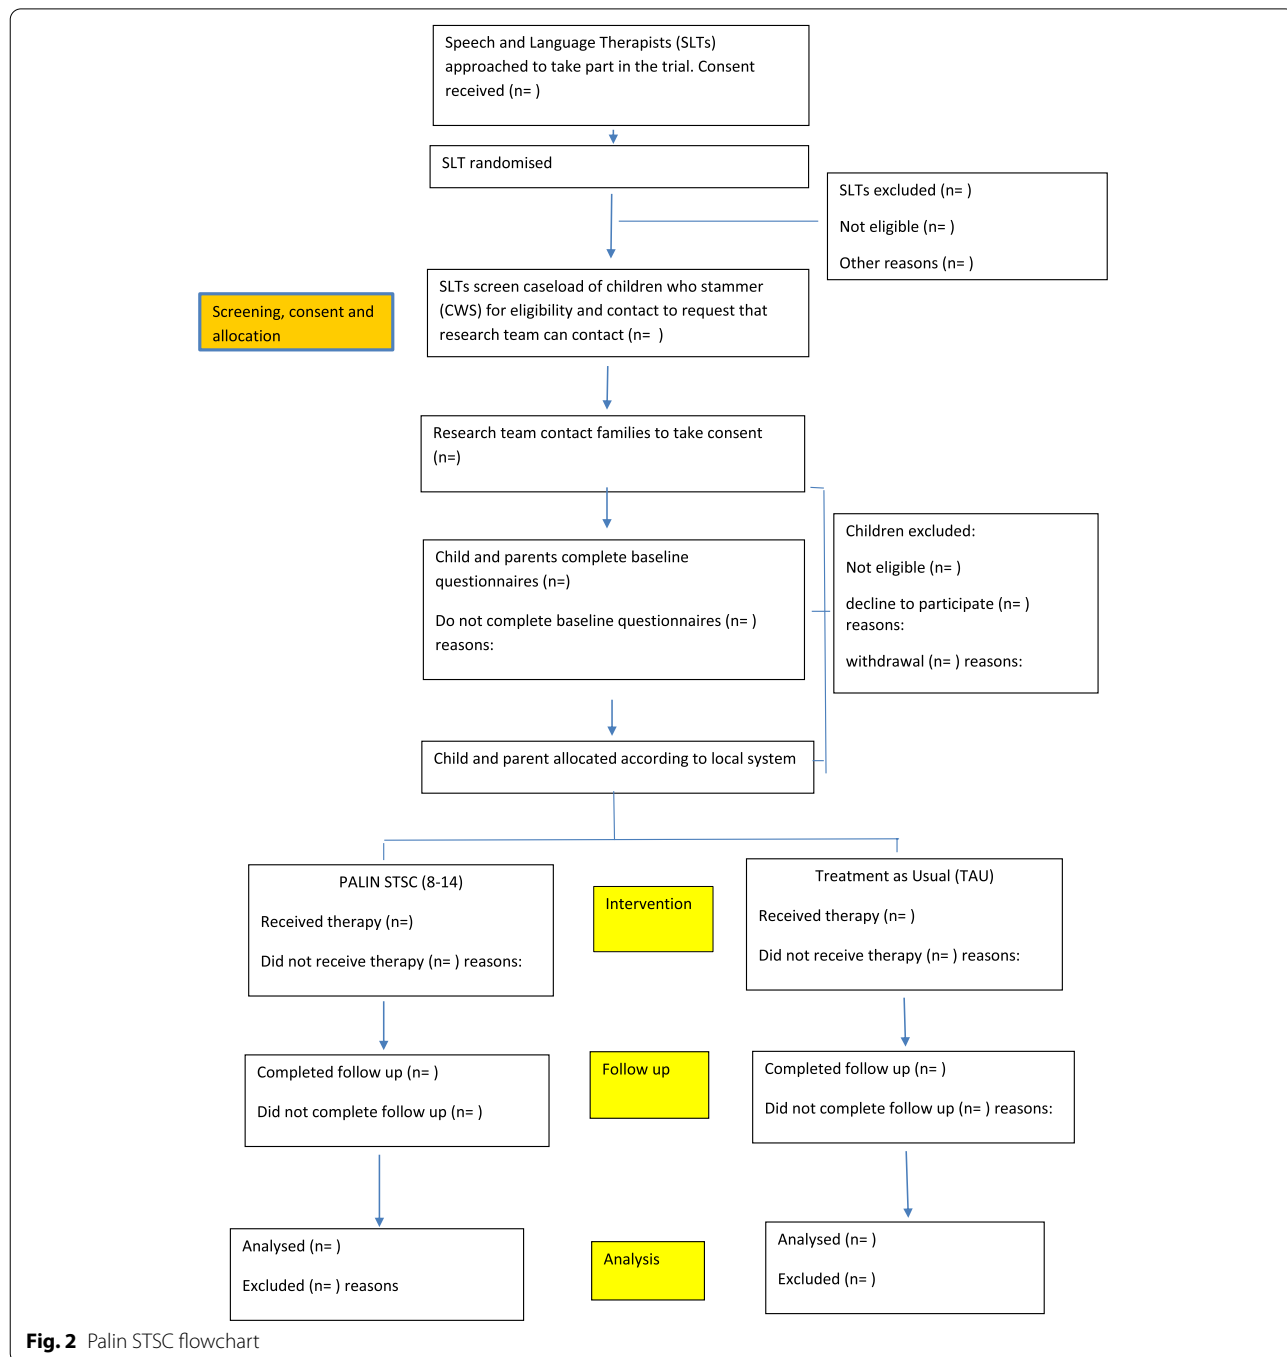 Speech and Language Therapists (SLTs)
approached to take part in the trial. Consent
received (n= )
SLT randomised
SLTs excluded (n= )
Not eligible (n= )
Other reasons (n= )
SLTs screen caseload of children who stammer
(CWS) for eligibility and contact to request that
research team can contact (n=  )
Screening, consent and
allocation
Research team contact families to take consent
(n=)
Child and parents complete baseline
questionnaires (n=)
Do not complete baseline questionnaires (n= )
reasons:
Children excluded:
Not eligible (n= )
decline to participate (n= )
reasons:
withdrawal (n= ) reasons:
Child and parent allocated according to local system
PALIN STSC (8-14)
Received therapy (n=)
Did not receive therapy (n= ) reasons:
Intervention
Treatment as Usual (TAU)
Received therapy (n= )
Did not receive therapy (n= ) reasons:
Completed follow up (n= )
Did not complete follow up (n= )
Follow up
Completed follow up (n= )
Did not complete follow up (n= ) reasons:
Analysed (n= )
Excluded (n= ) reasons
Analysis
Analysed (n= )
Excluded (n= )
Fig. 2 Palin STSC flowchart